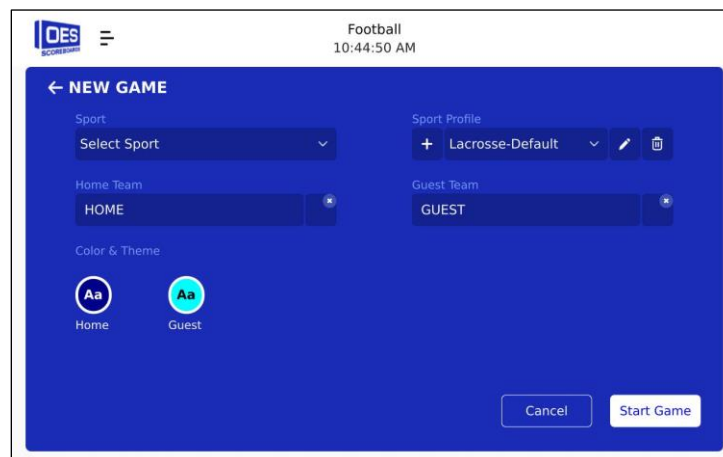 OES
SCOREBOARDS
Football
10:44:50 AM
NEW GAME
Sport
Sport Profile
Select Sport
+ Lacrosse-Default
Home Team
Guest Team
HOME
GUEST
Color & Theme
Aa
Aa
Home
Guest
Cancel
Start Game